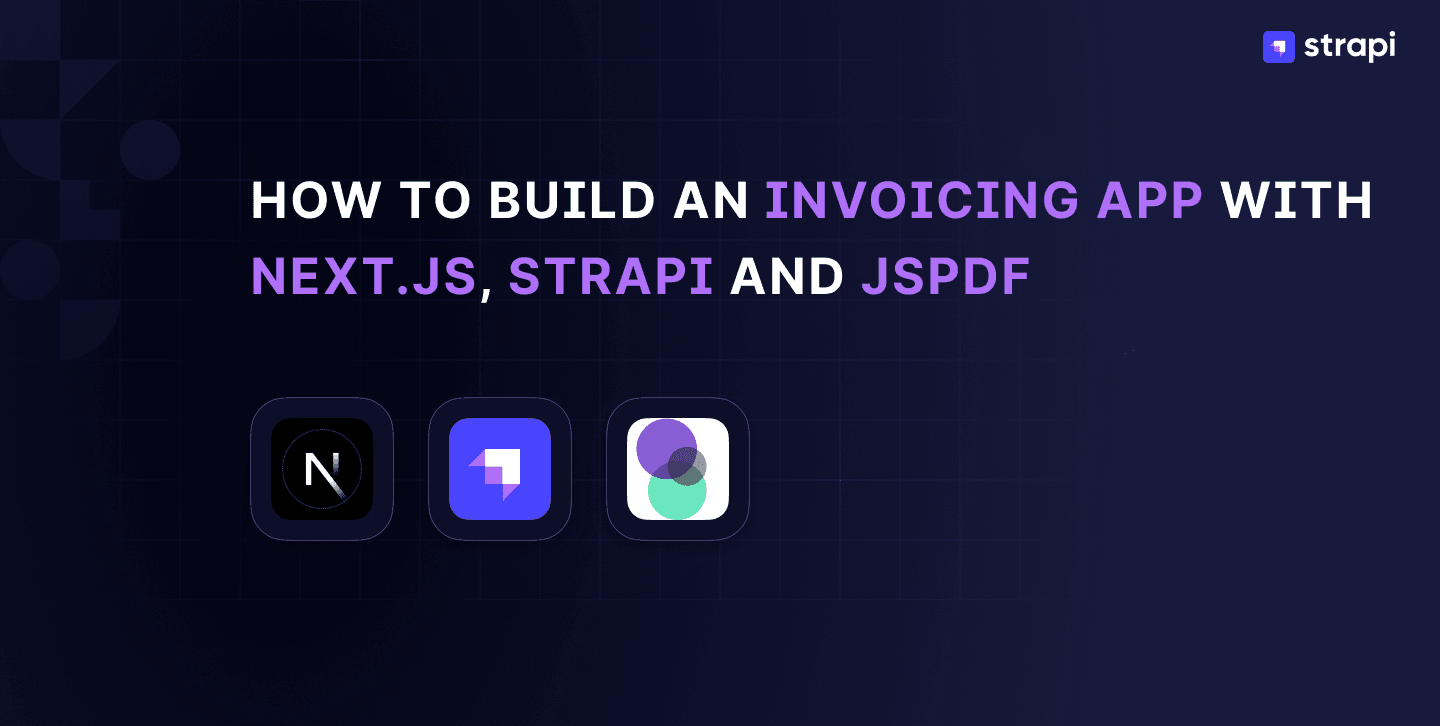 strapi
HOW TO BUILD AN INVOICING APP WITH
NEXT.JS, STRAPI AND JSPDF
N